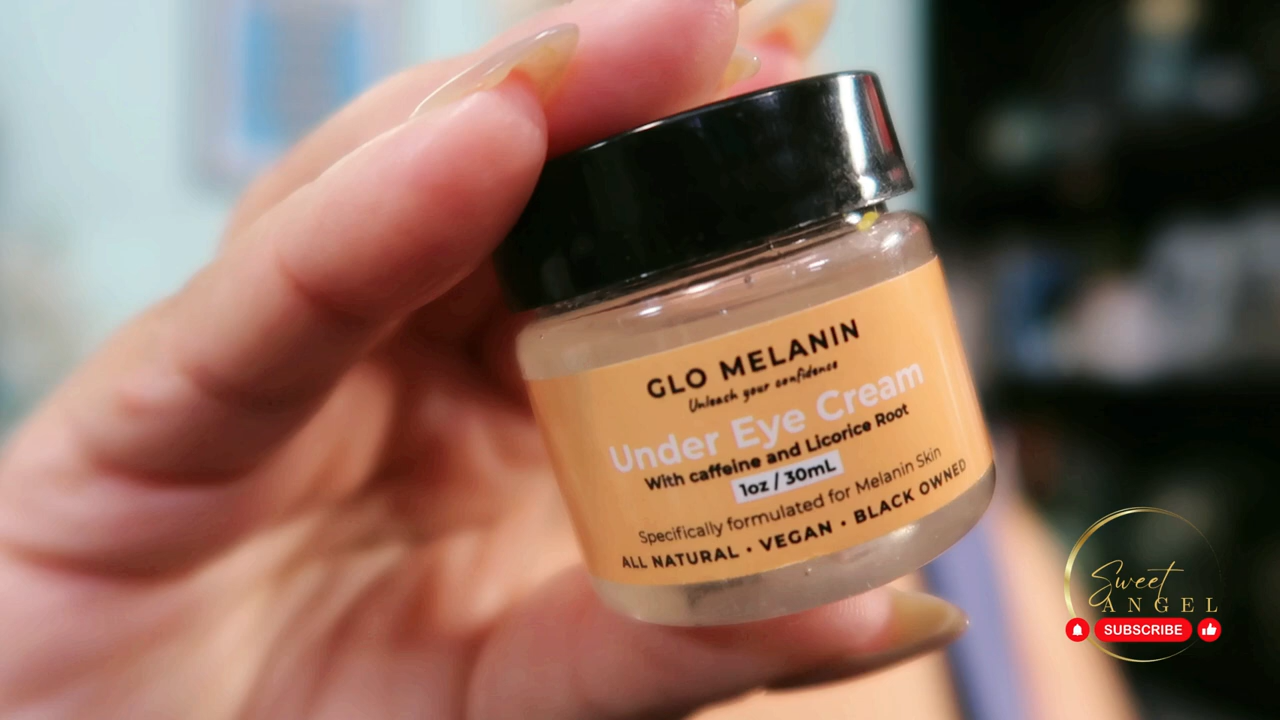 GLO MELANIN
Unleash your confidence
Under Eye Cream
With caffeine and Licorice Root
1oz / 30mL
Specifically formulated for Melanin Skin
ALL NATURAL • VEGAN • BLACK OWNED
Sweet
ANGEL
SUBSCRIBE